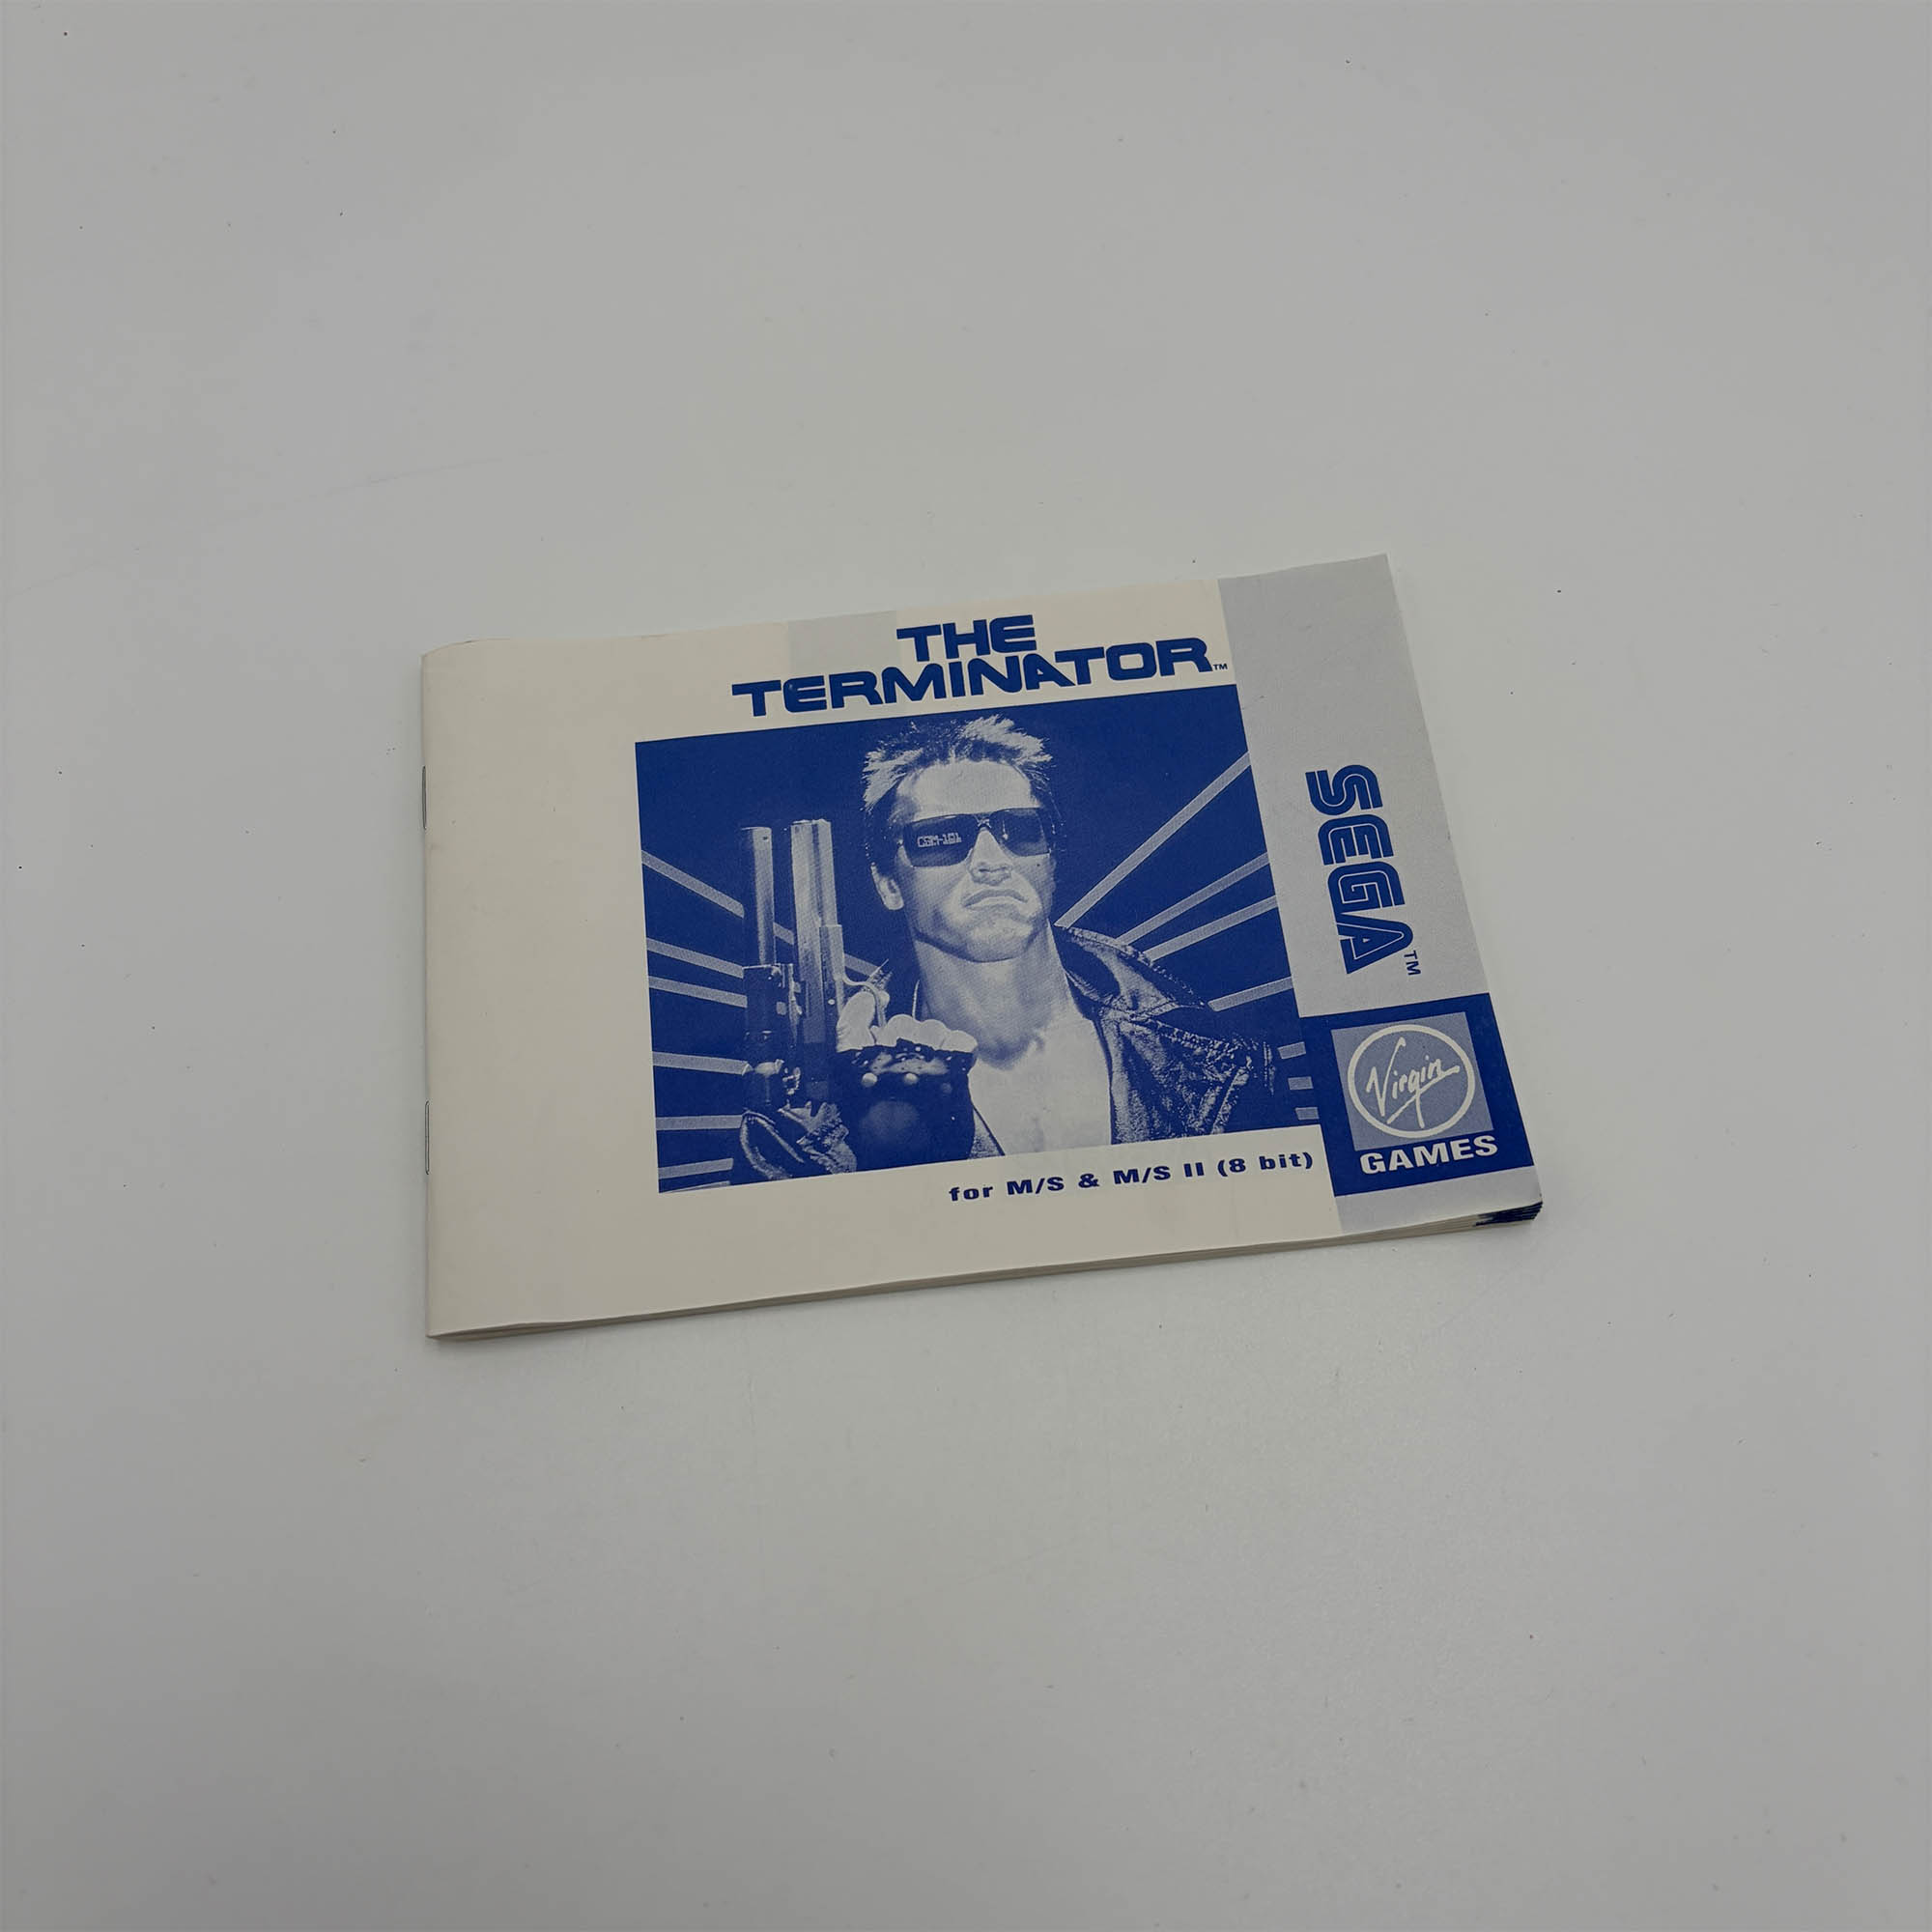 THE
TERMINATOR™
SEGA™
Virgin
GAMES
for M/S & M/S II (8 bit)